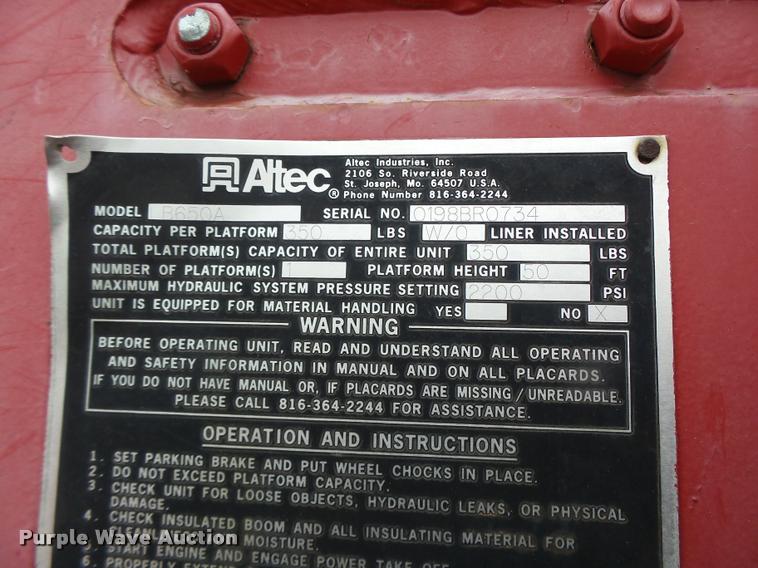 Altec
®
Altec Industries, Inc.
2106 So. Riverside Road
St. Joseph, Mo. 64507 U.S.A.
Phone Number 816-364-2244
MODEL B650A SERIAL NO. 0198BR0734
CAPACITY PER PLATFORM 350 LBS W/O LINER INSTALLED
TOTAL PLATFORM(S) CAPACITY OF ENTIRE UNIT 350 LBS
NUMBER OF PLATFORM(S) 1 PLATFORM HEIGHT 50 FT
MAXIMUM HYDRAULIC SYSTEM PRESSURE SETTING 2200 PSI
UNIT IS EQUIPPED FOR MATERIAL HANDLING YES NO X
WARNING
BEFORE OPERATING UNIT, READ AND UNDERSTAND ALL OPERATING
AND SAFETY INFORMATION IN MANUAL AND ON ALL PLACARDS.
IF YOU DO NOT HAVE MANUAL OR, IF PLACARDS ARE MISSING/UNREADABLE.
PLEASE CALL 816-364-2244 FOR ASSISTANCE.
OPERATION AND INSTRUCTIONS
1. SET PARKING BRAKE AND PUT WHEEL CHOCKS IN PLACE.
2. DO NOT EXCEED PLATFORM CAPACITY.
3. CHECK UNIT FOR LOOSE OBJECTS, HYDRAULIC LEAKS, OR PHYSICAL
DAMAGE.
4. CHECK INSULATED BOOM AND ALL INSULATING MATERIAL FOR
MOISTURE.
5. START ENGINE AND ENGAGE POWER TAKE OFF.
6. PROPERLY EXTEND
Purple Wave Auction